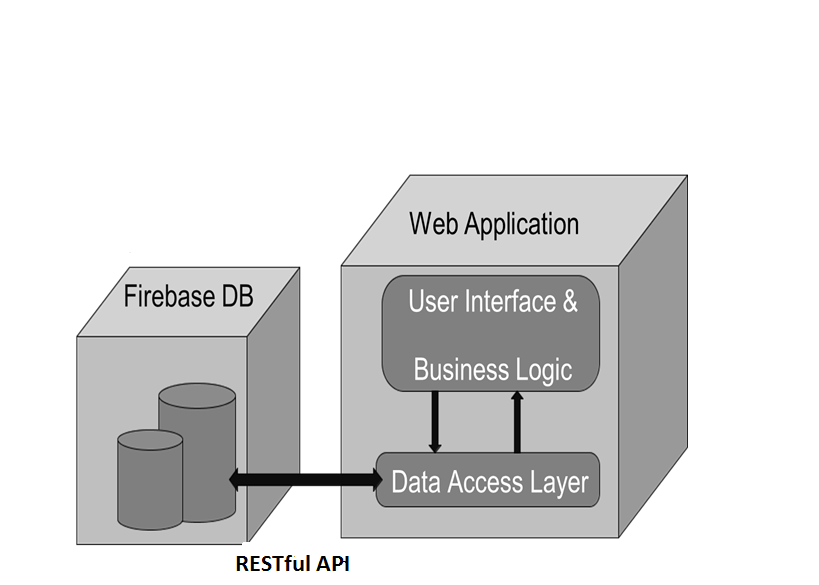 Web Application
Firebase DB
User Interface &
Business Logic
Data Access Layer
RESTful API